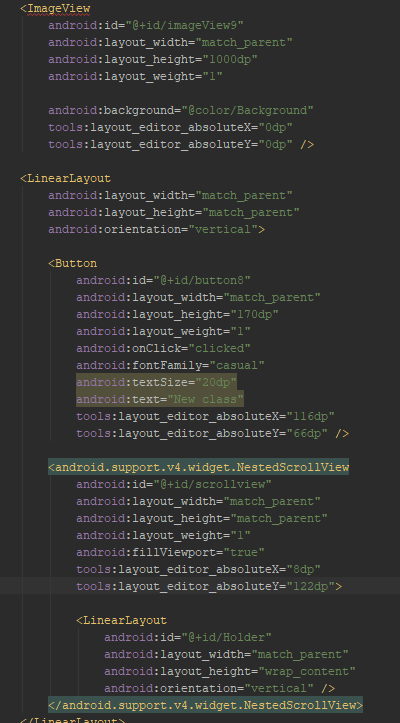 <ImageView
android:id="@+id/imageView9"
android:layout_width="match_parent"
android:layout_height="1000dp"
android:layout_weight="1"
android:background="@color/Background"
tools:layout_editor_absoluteX="0dp"
tools:layout_editor_absoluteY="0dp" />
<LinearLayout
android:layout_width="match_parent"
android:layout_height="match_parent"
android:orientation="vertical">
<Button
android:id="@+id/button8"
android:layout_width="match_parent"
android:layout_height="170dp"
android:layout_weight="1"
android:onClick="clicked"
android:fontFamily="casual"
android:textSize="20dp"
android:text="New class"
tools:layout_editor_absoluteX="116dp"
tools:layout_editor_absoluteY="66dp" />
<android.support.v4.widget.NestedScrollView
android:id="@+id/scrollview"
android:layout_width="match_parent"
android:layout_height="match_parent"
android:layout_weight="1"
android:fillViewport="true"
tools:layout_editor_absoluteX="8dp"
tools:layout_editor_absoluteY="122dp">
<LinearLayout
android:id="@+id/Holder"
android:layout_width="match_parent"
android:layout_height="wrap_content"
android:orientation="vertical" />
</android.support.v4.widget.NestedScrollView>
</LinearLayout>